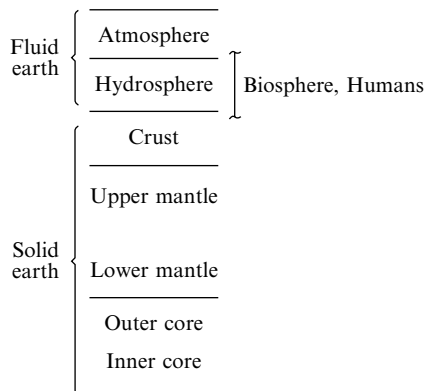 Fluid
earth
Atmosphere
Hydrosphere
Biosphere, Humans
Solid
earth
Crust
Upper mantle
Lower mantle
Outer core
Inner core